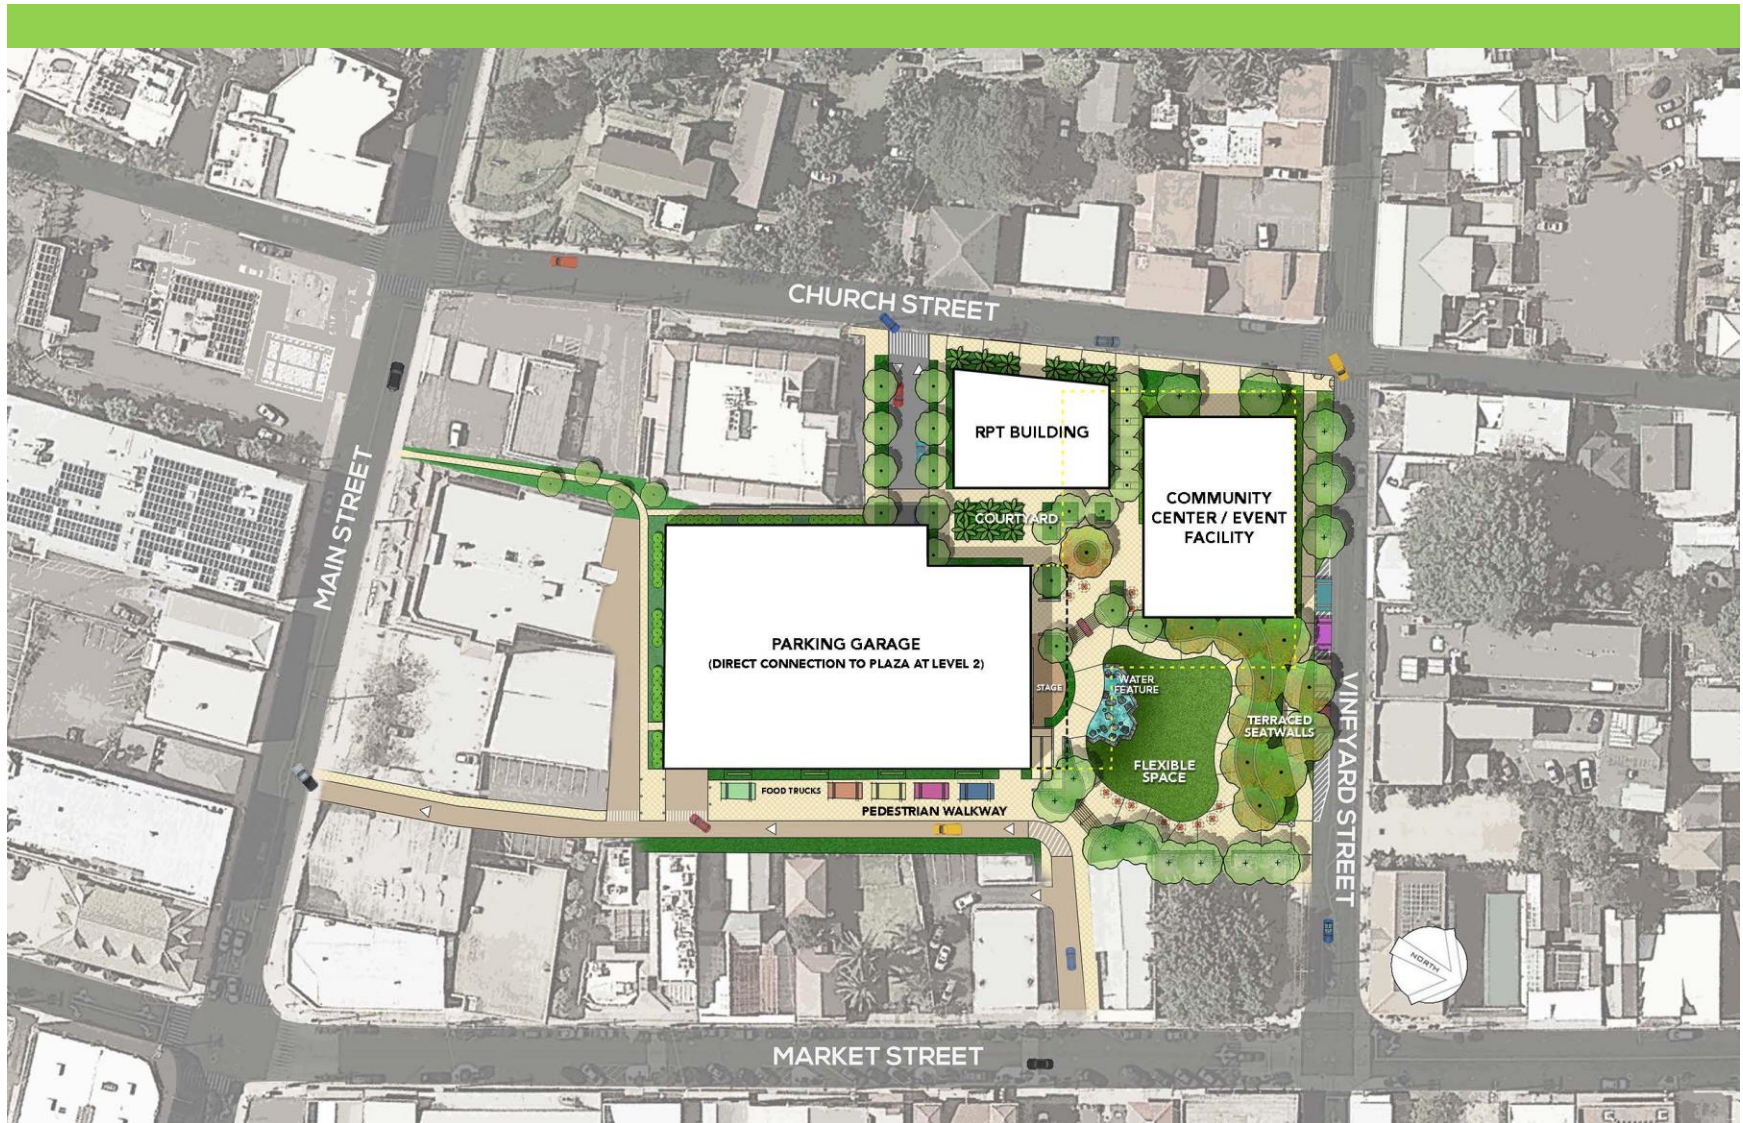 CHURCH STREET
RPT BUILDING
COMMUNITY
CENTER / EVENT
FACILITY
COURTYARD
MAIN STREET
PARKING GARAGE
(DIRECT CONNECTION TO PLAZA AT LEVEL 2)
STAGE
WATER
FEATURE
TERRACED
SEATWALLS
FLEXIBLE
SPACE
VINEYARD STREET
FOOD TRUCKS
PEDESTRIAN WALKWAY
NORTH
MARKET STREET